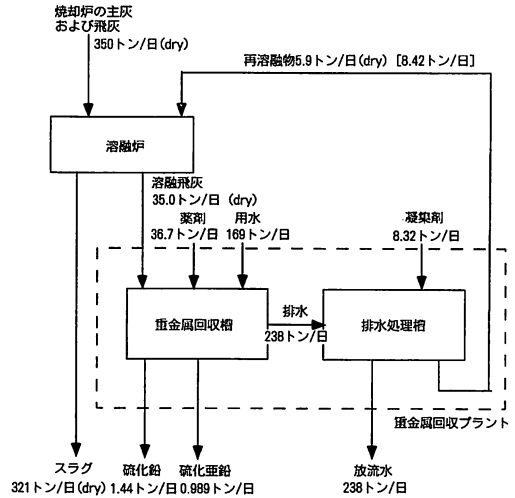 焼却炉の主灰
および飛灰
350トン/日(dry)
再溶融物5.9トン/日(dry) [8.42トン/日]
溶融炉
溶融飛灰
35.0トン/日 (dry)
薬剤
36.7トン/日
用水
169トン/日
凝集剤
8.32トン/日
重金属回収槽
排水
238トン/日
排水処理槽
重金属回収プラント
スラグ
321トン/日(dry)
硫化鉛
1.44トン/日
硫化亜鉛
0.989トン/日
放流水
238トン/日